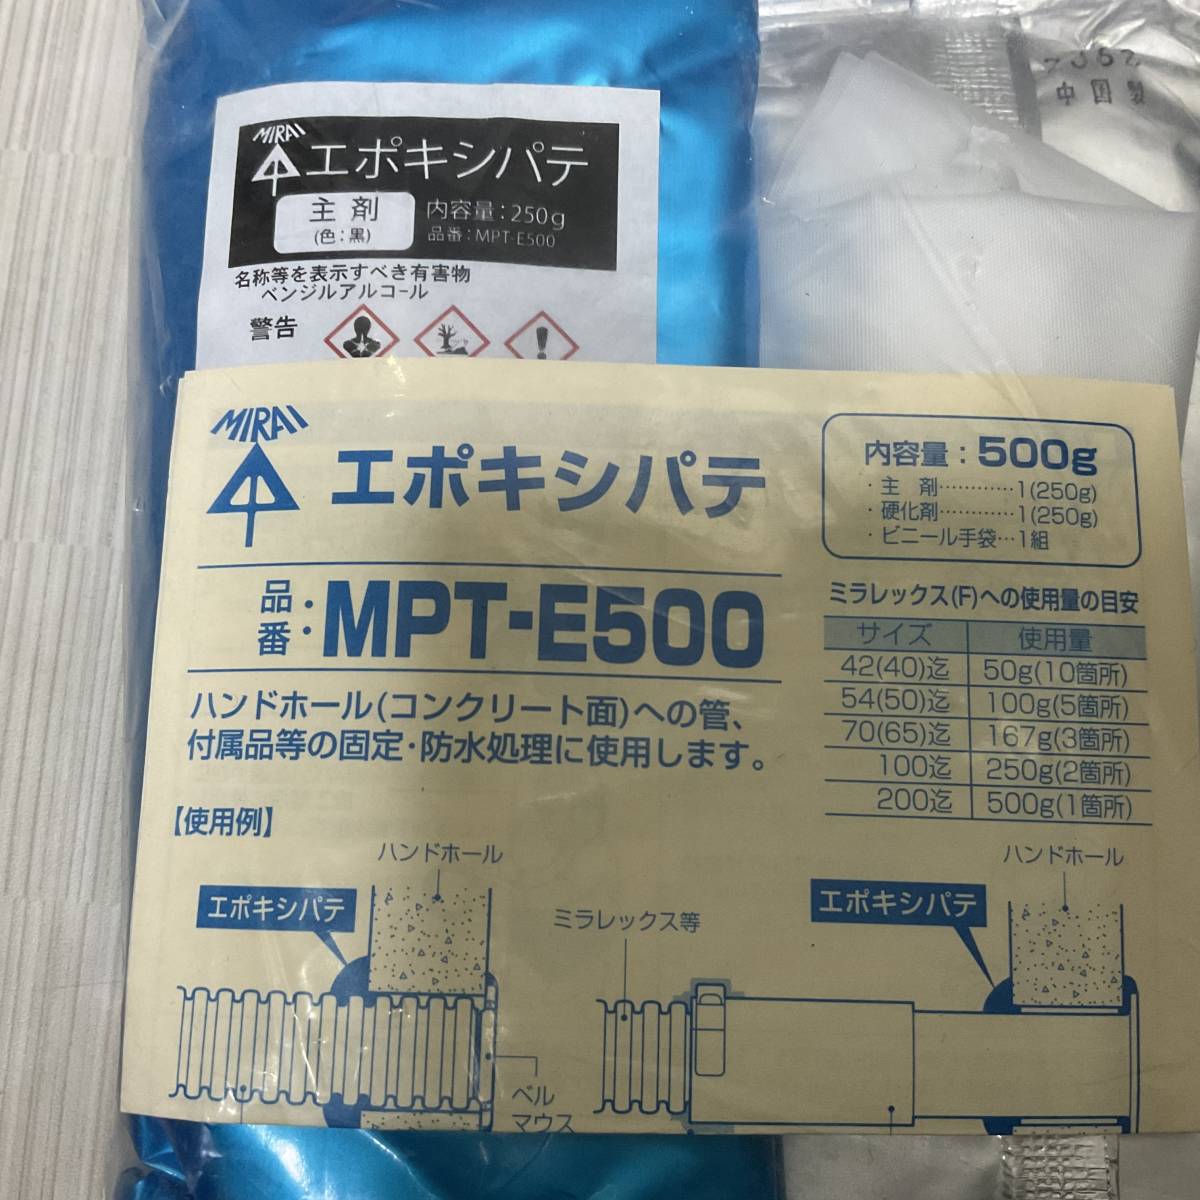 7362
中国製
MIRAI
エポキシパテ
主剤
(色:黒)
内容量:250g
品番:MPT-E500
名称等を表示すべき有害物
ベンジルアルコール
警告
MIRAI
エポキシパテ
品番:MPT-E500
ハンドホール(コンクリート面)への管、
付属品等の固定・防水処理に使用します。
内容量:500g
・主 剤…………1(250g)
・硬化剤…………1(250g)
・ビニール手袋…1組
ミラレックス(F)への使用量の目安
サイズ 使用量
42(40)迄 50g(10箇所)
54(50)迄 100g(5箇所)
70(65)迄 167g(3箇所)
100迄 250g(2箇所)
200迄 500g(1箇所)
【使用例】
ハンドホール
エポキシパテ
ベル
マウス
ミラレックス等
ハンドホール
エポキシパテ